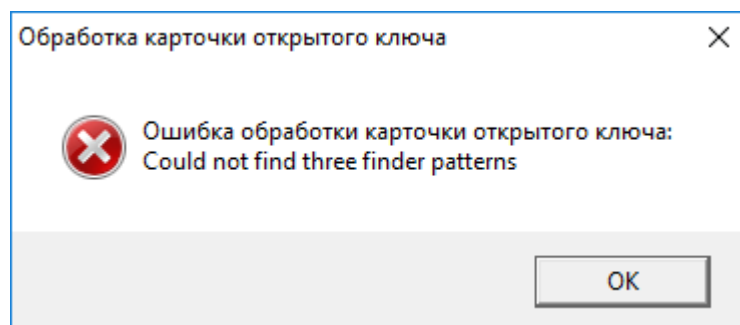 Обработка карточки открытого ключа
Ошибка обработки карточки открытого ключа:
Could not find three finder patterns
OK